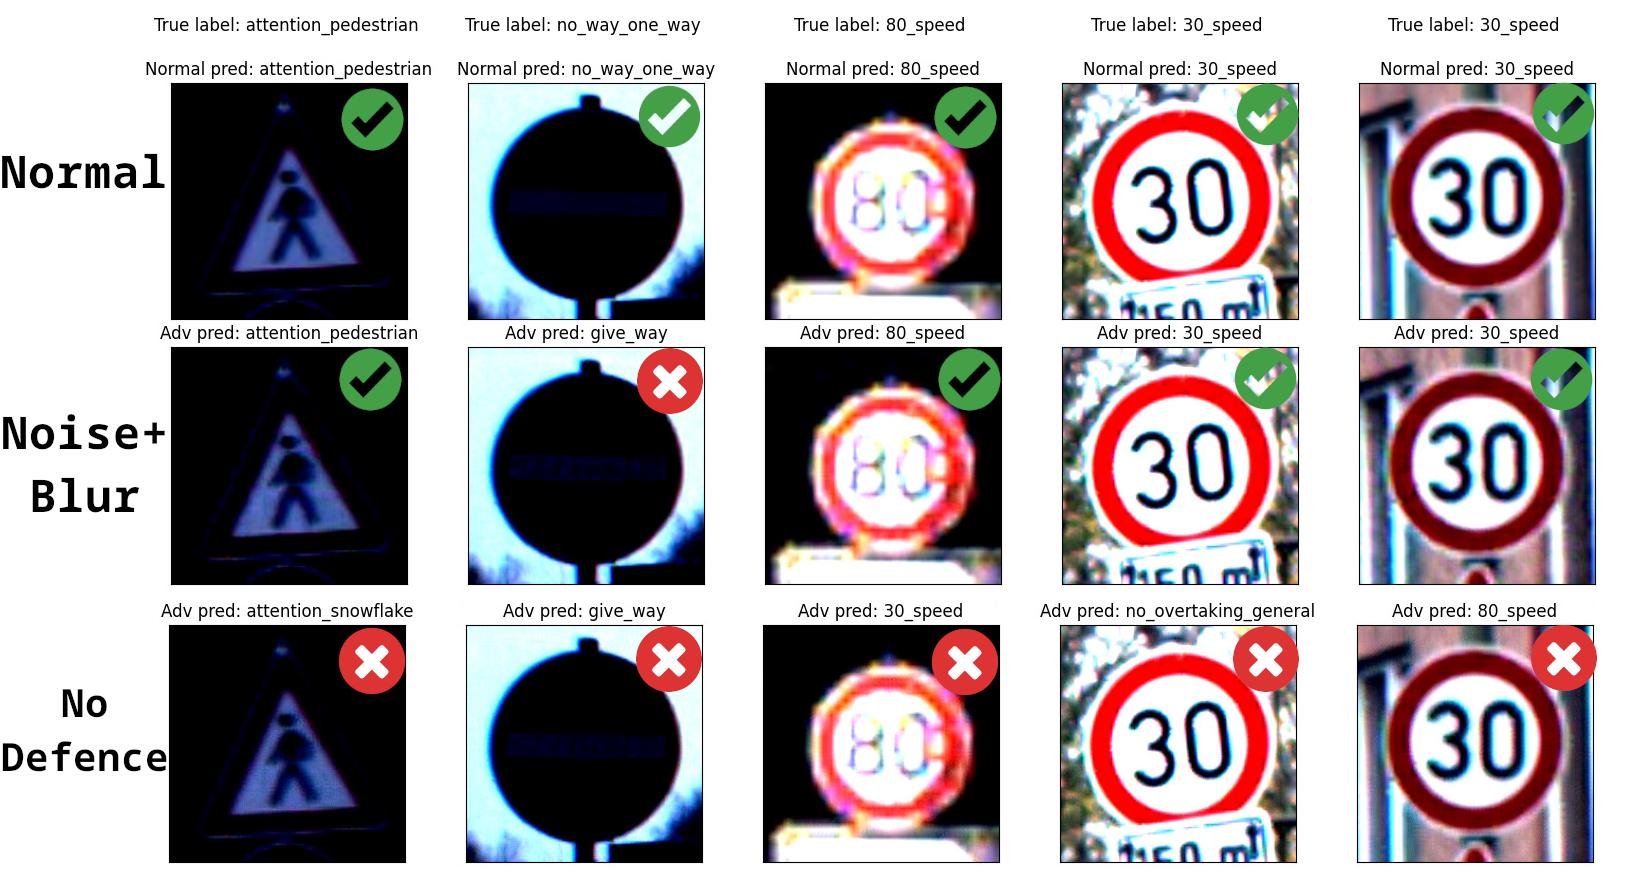 True label: attention_pedestrian
True label: no_way_one_way
True label: 80_speed
True label: 30_speed
True label: 30_speed
Normal pred: attention_pedestrian
Normal pred: no_way_one_way
Normal pred: 80_speed
Normal pred: 30_speed
Normal pred: 30_speed
Normal
80
30
30
150 m
Adv pred: attention_pedestrian
Adv pred: give_way
Adv pred: 80_speed
Adv pred: 30_speed
Adv pred: 30_speed
Noise+
Blur
80
30
30
150 m
Adv pred: attention_snowflake
Adv pred: give_way
Adv pred: 30_speed
Adv pred: no_overtaking_general
Adv pred: 80_speed
No
Defence
80
30
30
150 m